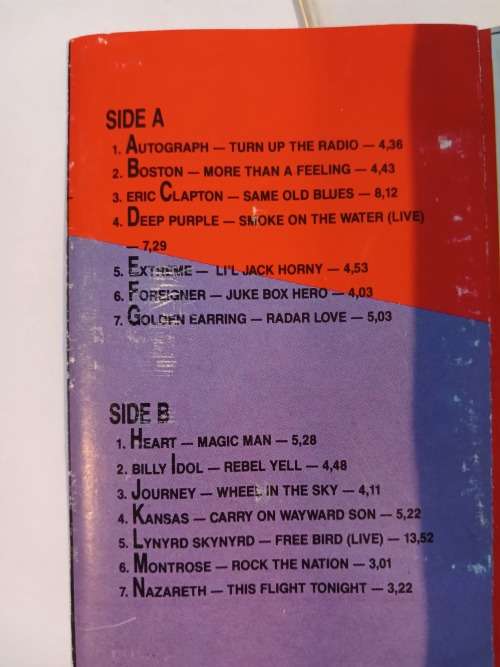 SIDE A
1. AUTOGRAPH — TURN UP THE RADIO — 4,36
2. BOSTON — MORE THAN A FEELING — 4,43
3. ERIC CLAPTON — SAME OLD BLUES — 8,12
4. DEEP PURPLE — SMOKE ON THE WATER (LIVE)
— 7,29
5. EXTREME — LI'L JACK HORNY — 4,53
6. FOREIGNER — JUKE BOX HERO — 4,03
7. GOLDEN EARRING — RADAR LOVE — 5,03
SIDE B
1. HEART — MAGIC MAN — 5,28
2. BILLY IDOL — REBEL YELL — 4,48
3. JOURNEY — WHEEL IN THE SKY — 4,11
4. KANSAS — CARRY ON WAYWARD SON — 5,22
5. LYNYRD SKYNYRD — FREE BIRD (LIVE) — 13,52
6. MONTROSE — ROCK THE NATION — 3,01
7. NAZARETH — THIS FLIGHT TONIGHT — 3,22